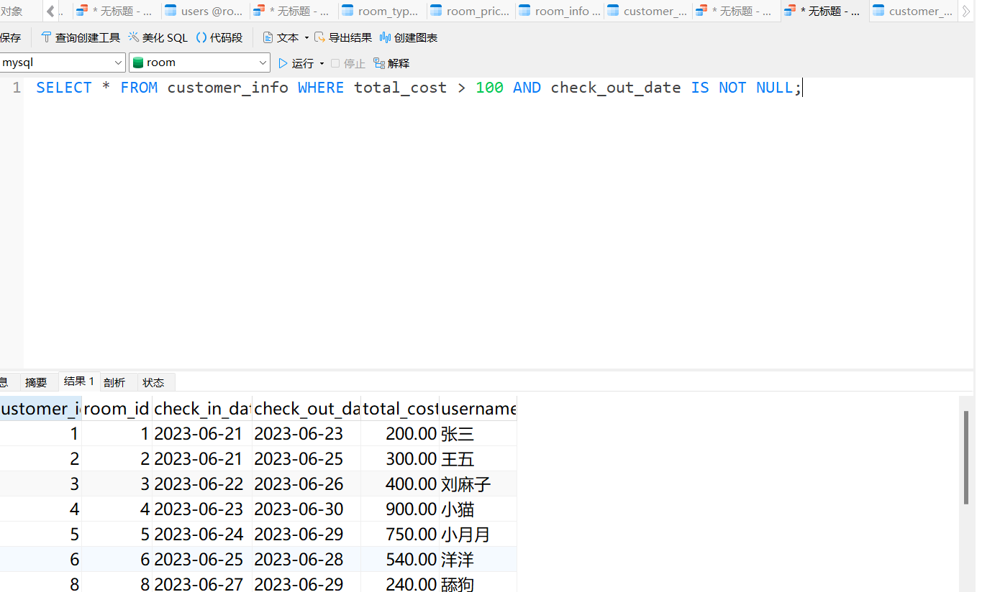 对象 * 无标题 - ... users @ro... * 无标题 - ... room_typ... room_pric... room_info ... customer_... * 无标题 - ... * 无标题 - ... customer_...
保存 查询创建工具 美化 SQL () 代码段 文本 导出结果 创建图表
mysql room 运行 停止 解释
1 SELECT * FROM customer_info WHERE total_cost > 100 AND check_out_date IS NOT NULL;
息 摘要 结果 1 剖析 状态
ustomer_i room_id check_in_dat check_out_da total_cost username
1 1 2023-06-21 2023-06-23 200.00 张三
2 2 2023-06-21 2023-06-25 300.00 王五
3 3 2023-06-22 2023-06-26 400.00 刘麻子
4 4 2023-06-23 2023-06-30 900.00 小猫
5 5 2023-06-24 2023-06-29 750.00 小月月
6 6 2023-06-25 2023-06-28 540.00 洋洋
8 8 2023-06-27 2023-06-29 240.00 舔狗